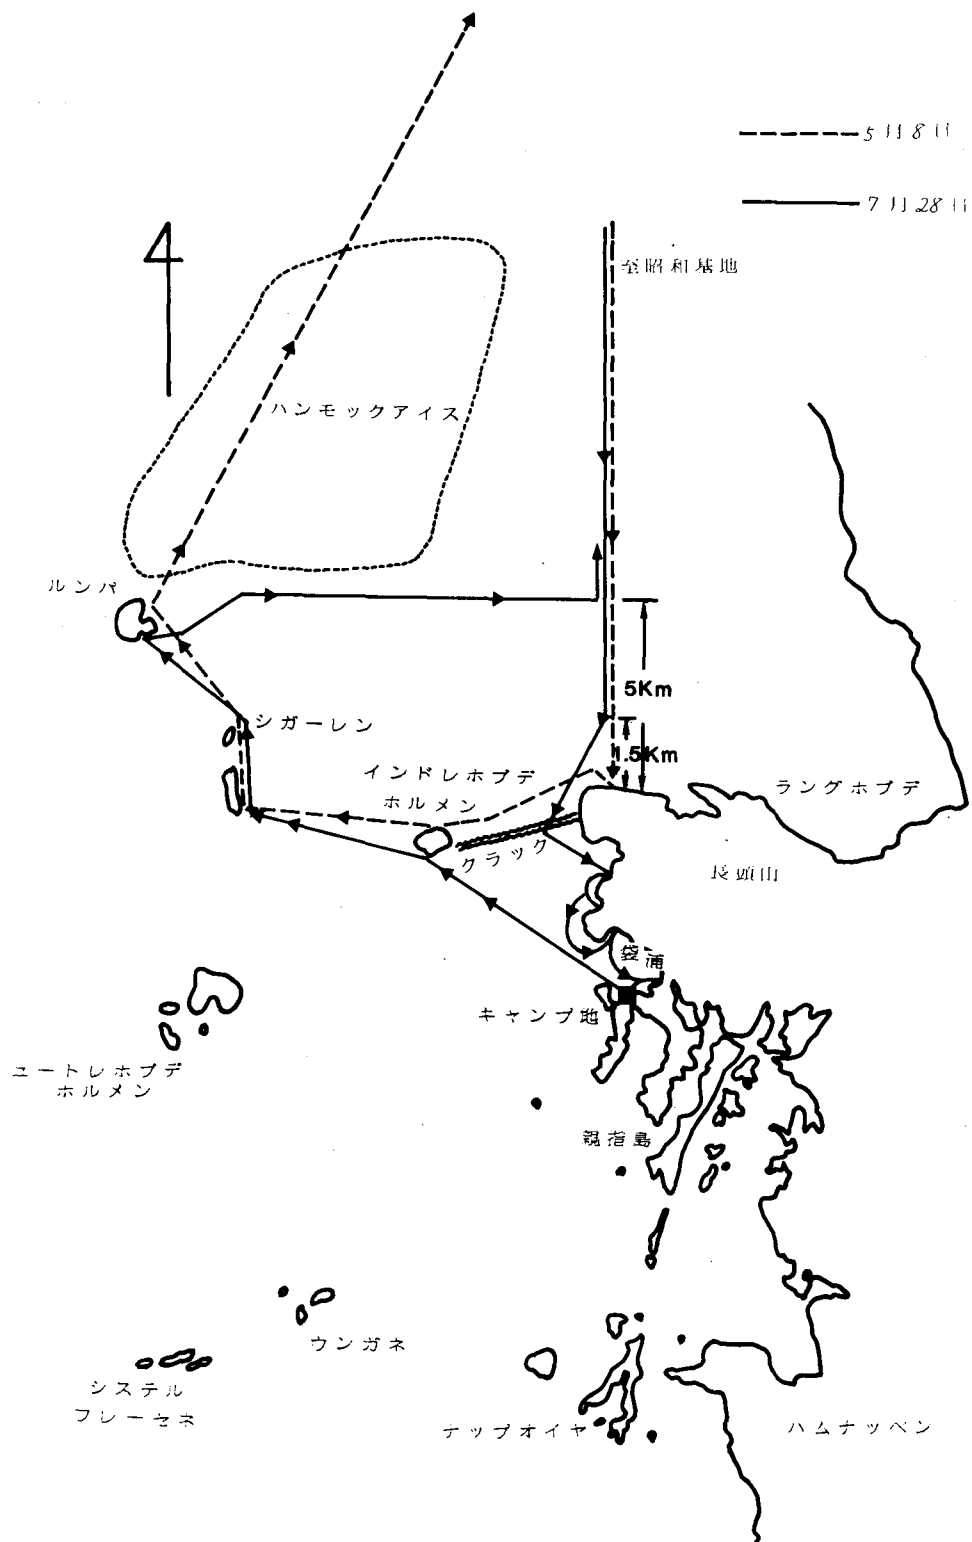 5月8日
7月28日
至昭和基地
ハンモックアイス
ルンパ
5Km
シガーレン
1.5Km
インドレホブデ
ホルメン
ラングホブデ
クラック
長頭山
袋浦
キャンプ地
ユートレホブデ
ホルメン
親指島
ウンガネ
システル
フレーセネ
ナップオイヤ
ハムナッベン